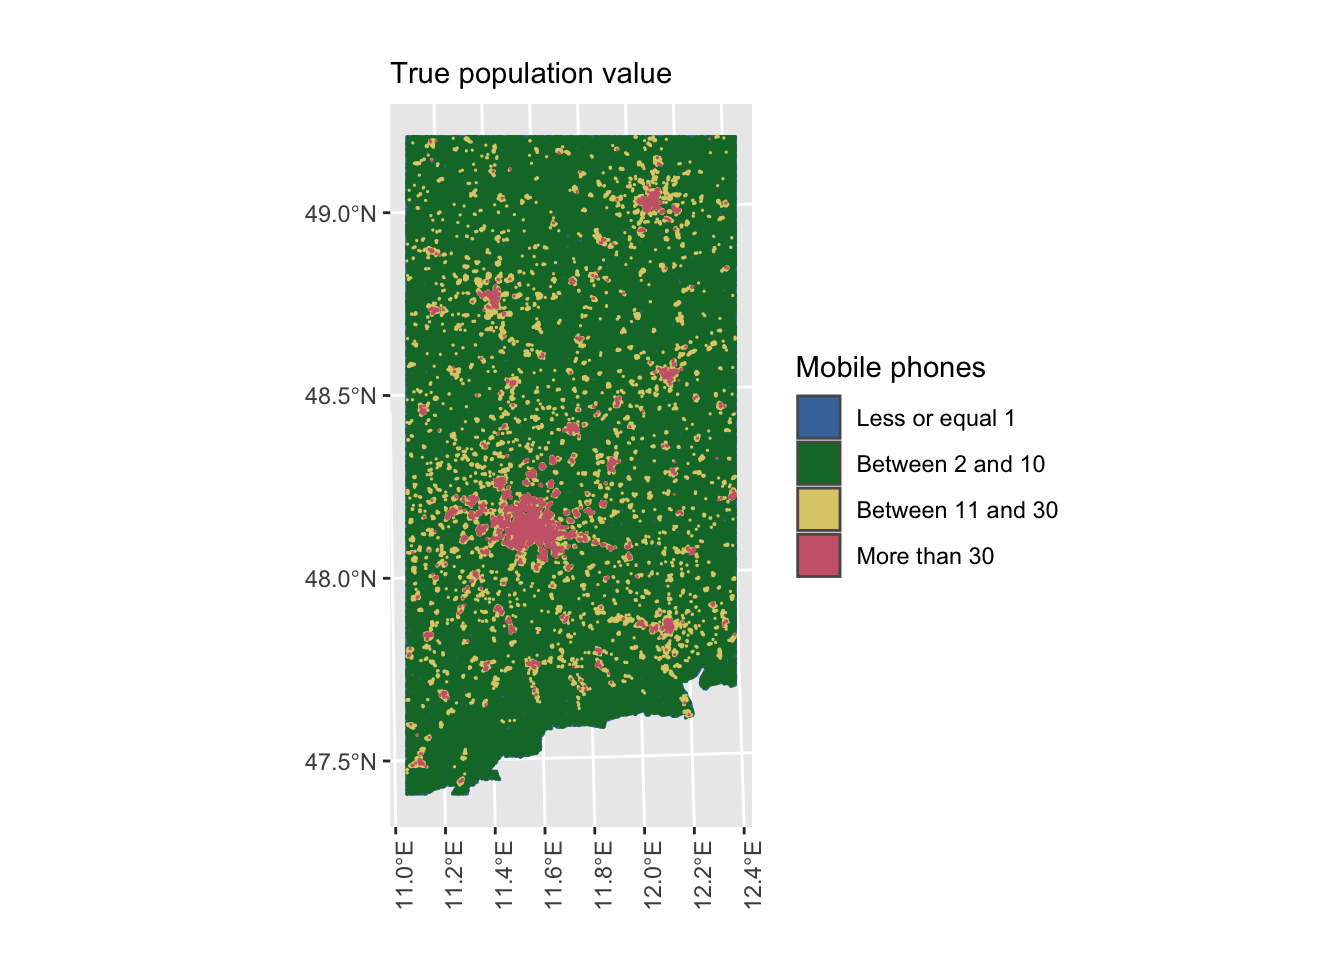 True population value
49.0°N
48.5°N
48.0°N
47.5°N
11.0°E
11.2°E
11.4°E
11.6°E
11.8°E
12.0°E
12.2°E
12.4°E
Mobile phones
Less or equal 1
Between 2 and 10
Between 11 and 30
More than 30